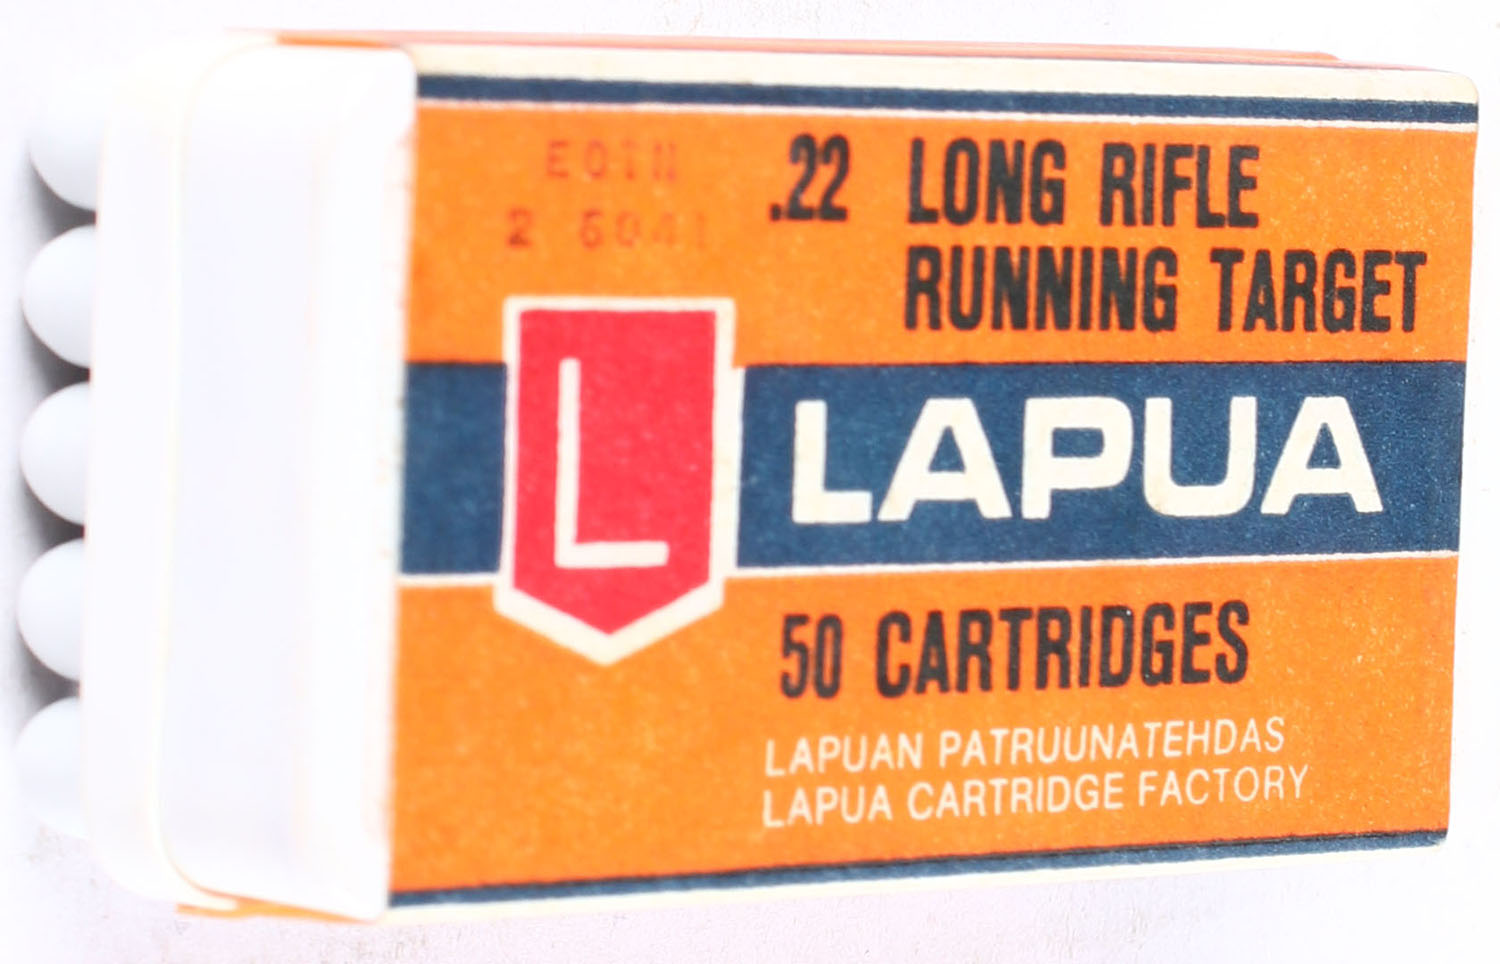 .22 LONG RIFLE
RUNNING TARGET
L
LAPUA
50 CARTRIDGES
LAPUAN PATRUUNATEHDAS
LAPUA CARTRIDGE FACTORY